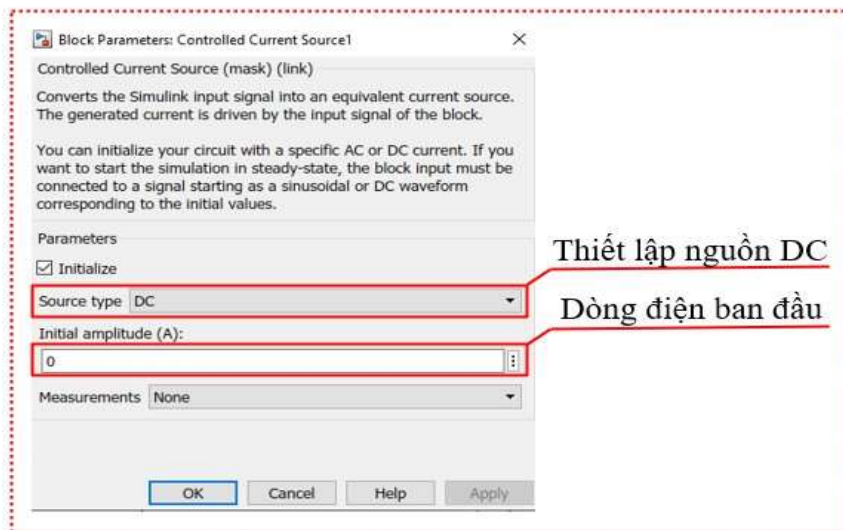 Block Parameters: Controlled Current Source1
Controlled Current Source (mask) (link)
Converts the Simulink input signal into an equivalent current source.
The generated current is driven by the input signal of the block.
You can initialize your circuit with a specific AC or DC current. If you
want to start the simulation in steady-state, the block input must be
connected to a signal starting as a sinusoidal or DC waveform
corresponding to the initial values.
Parameters
Initialize
Source type DC
Thiết lập nguồn DC
Initial amplitude (A):
0
Dòng điện ban đầu
Measurements None
OK Cancel Help Apply